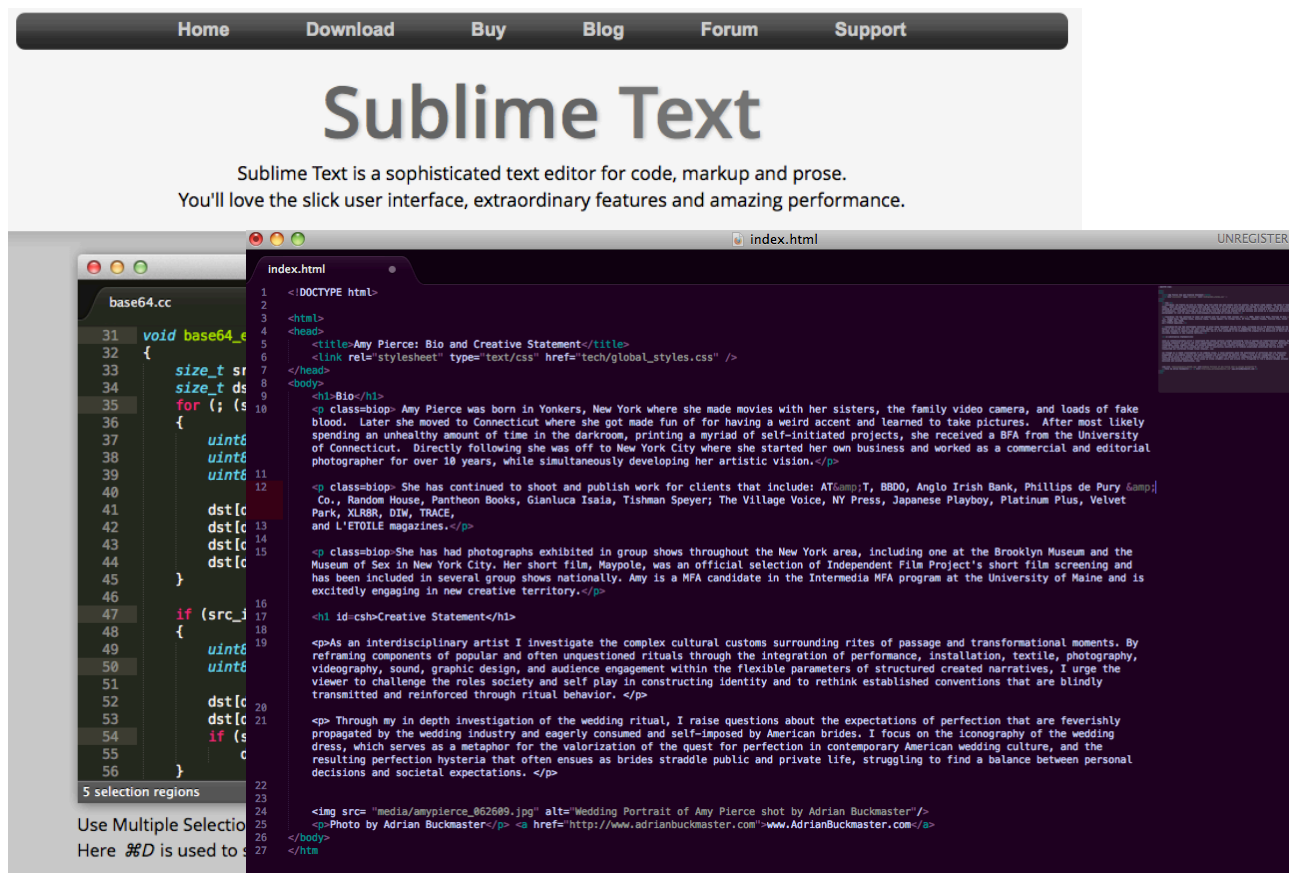 Home Download Buy Blog Forum Support
Sublime Text
Sublime Text is a sophisticated text editor for code, markup and prose.
You'll love the slick user interface, extraordinary features and amazing performance.
base64.cc
31 void base64_e
32 {
33 size_t sr
34 size_t ds
35 for (; (s
36 {
37 uint8
38 uint8
39 uint8
40
41 dst[d
42 dst[d
43 dst[d
44 dst[d
45 }
46
47 if (src_i
48 {
49 uint8
50 uint8
51
52 dst[d
53 dst[d
54 if (s
55 d
56 }
5 selection regions
Use Multiple Selectio
Here ⌘D is used to s
index.html UNREGISTER
index.html
1 <!DOCTYPE html>
2
3 <html>
4 <head>
5 <title>Amy Pierce: Bio and Creative Statement</title>
6 <link rel="stylesheet" type="text/css" href="tech/global_styles.css" />
7 </head>
8 <body>
9 <h1>Bio</h1>
10 <p class=biop> Amy Pierce was born in Yonkers, New York where she made movies with her sisters, the family video camera, and loads of fake
blood.  Later she moved to Connecticut where she got made fun of for having a weird accent and learned to take pictures.  After most likely
spending an unhealthy amount of time in the darkroom, printing a myriad of self-initiated projects, she received a BFA from the University
of Connecticut.  Directly following she was off to New York City where she started her own business and worked as a commercial and editorial
photographer for over 10 years, while simultaneously developing her artistic vision.</p>
11
12 <p class=biop> She has continued to shoot and publish work for clients that include: AT&amp;T, BBDO, Anglo Irish Bank, Phillips de Pury &amp;
Co., Random House, Pantheon Books, Gianluca Isaia, Tishman Speyer; The Village Voice, NY Press, Japanese Playboy, Platinum Plus, Velvet
Park, XLR8R, DIW, TRACE,
13 and L'ETOILE magazines.</p>
14
15 <p class=biop>She has had photographs exhibited in group shows throughout the New York area, including one at the Brooklyn Museum and the
Museum of Sex in New York City. Her short film, Maypole, was an official selection of Independent Film Project's short film screening and
has been included in several group shows nationally. Amy is a MFA candidate in the Intermedia MFA program at the University of Maine and is
excitedly engaging in new creative territory.</p>
16
17 <h1 id=csh>Creative Statement</h1>
18
19 <p>As an interdisciplinary artist I investigate the complex cultural customs surrounding rites of passage and transformational moments. By
reframing components of popular and often unquestioned rituals through the integration of performance, installation, textile, photography,
videography, sound, graphic design, and audience engagement within the flexible parameters of structured created narratives, I urge the
viewer to challenge the roles society and self play in constructing identity and to rethink established conventions that are blindly
transmitted and reinforced through ritual behavior. </p>
20
21 <p> Through my in depth investigation of the wedding ritual, I raise questions about the expectations of perfection that are feverishly
propagated by the wedding industry and eagerly consumed and self-imposed by American brides. I focus on the iconography of the wedding
dress, which serves as a metaphor for the valorization of the quest for perfection in contemporary American wedding culture, and the
resulting perfection hysteria that often ensues as brides straddle public and private life, struggling to find a balance between personal
decisions and societal expectations. </p>
22
23
24 <img src= "media/amypierce_062609.jpg" alt="Wedding Portrait of Amy Pierce shot by Adrian Buckmaster"/>
25 <p>Photo by Adrian Buckmaster</p> <a href="http://www.adrianbuckmaster.com">www.AdrianBuckmaster.com</a>
26 </body>
27 </htm